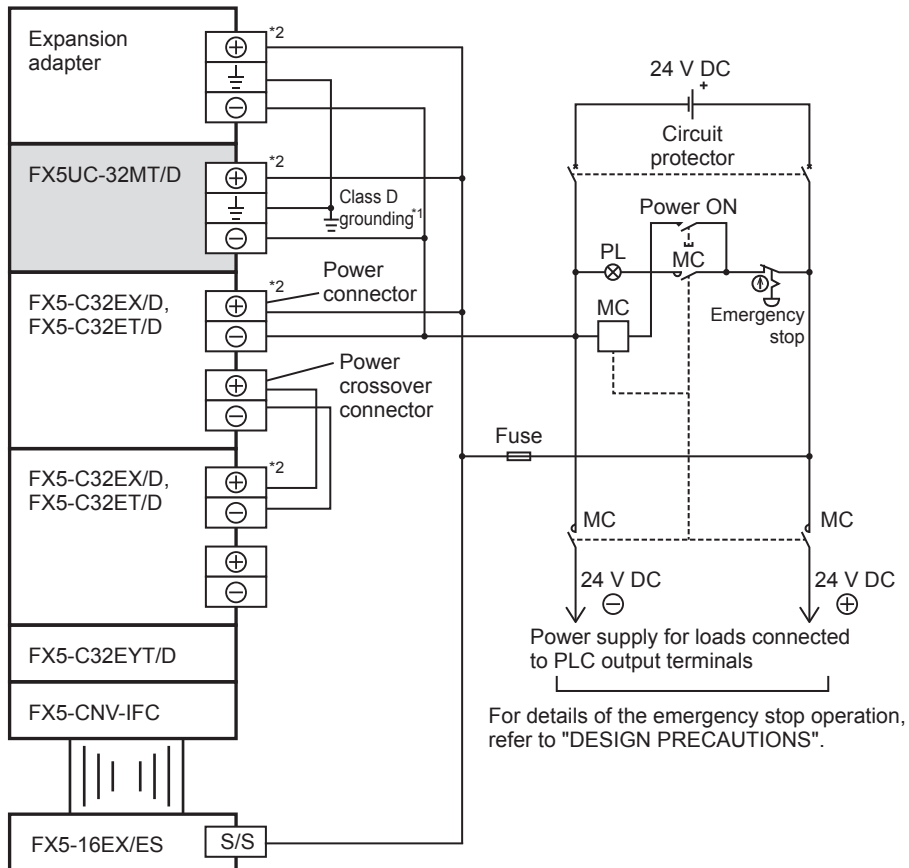 Expansion
adapter
*2
FX5UC-32MT/D
*2
Class D
grounding*1
FX5-C32EX/D,
FX5-C32ET/D
*2
Power
connector
Power
crossover
connector
FX5-C32EX/D,
FX5-C32ET/D
*2
FX5-C32EYT/D
FX5-CNV-IFC
FX5-16EX/ES
S/S
24 V DC
+
Circuit
protector
Power ON
PL
MC
MC
Emergency
stop
Fuse
MC
MC
24 V DC
24 V DC
Power supply for loads connected
to PLC output terminals
For details of the emergency stop operation,
refer to "DESIGN PRECAUTIONS".